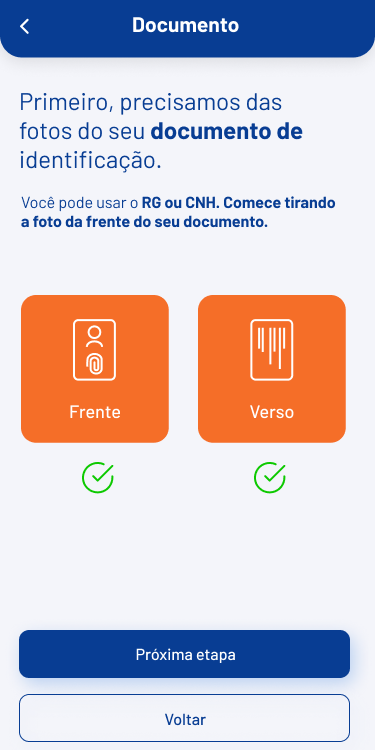 Documento
Primeiro, precisamos das
fotos do seu documento de
identificação.
Você pode usar o RG ou CNH. Comece tirando
a foto da frente do seu documento.
Frente
Verso
Próxima etapa
Voltar